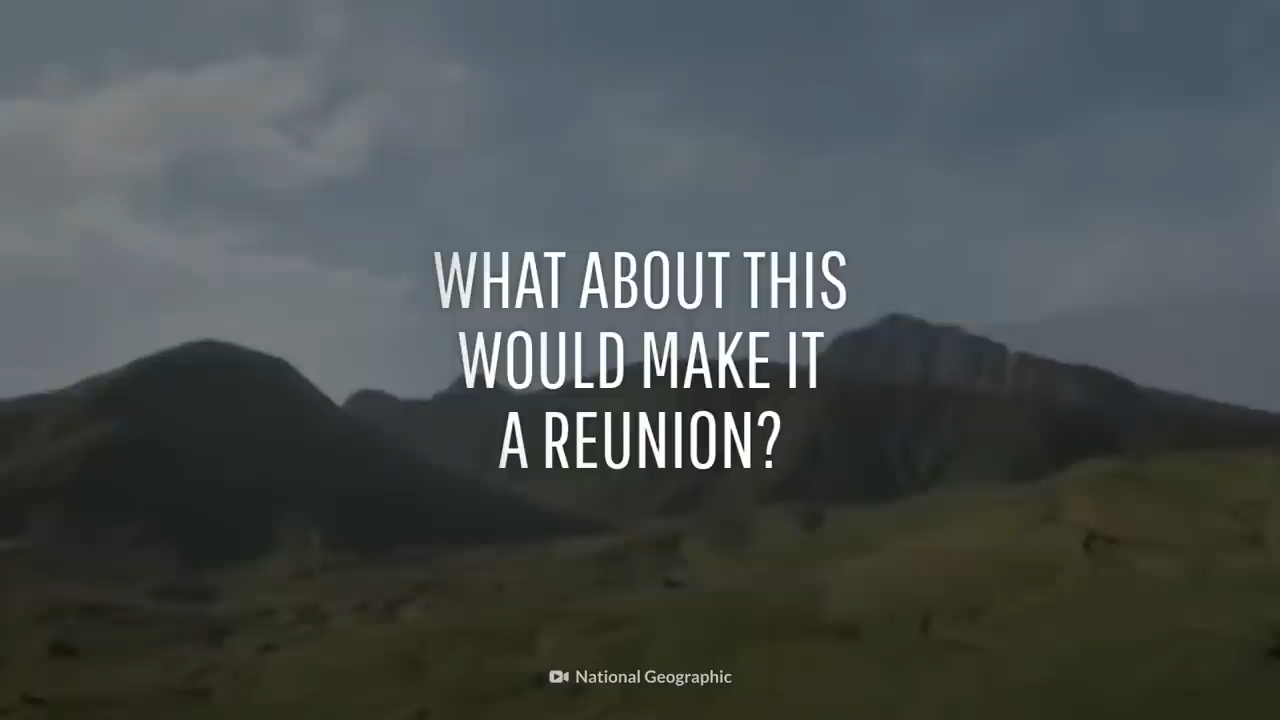 WHAT ABOUT THIS
WOULD MAKE IT
A REUNION?
National Geographic